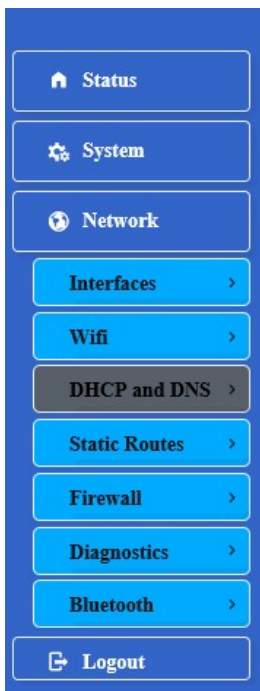 Status
System
Network
Interfaces
Wifi
DHCP and DNS
Static Routes
Firewall
Diagnostics
Bluetooth
Logout